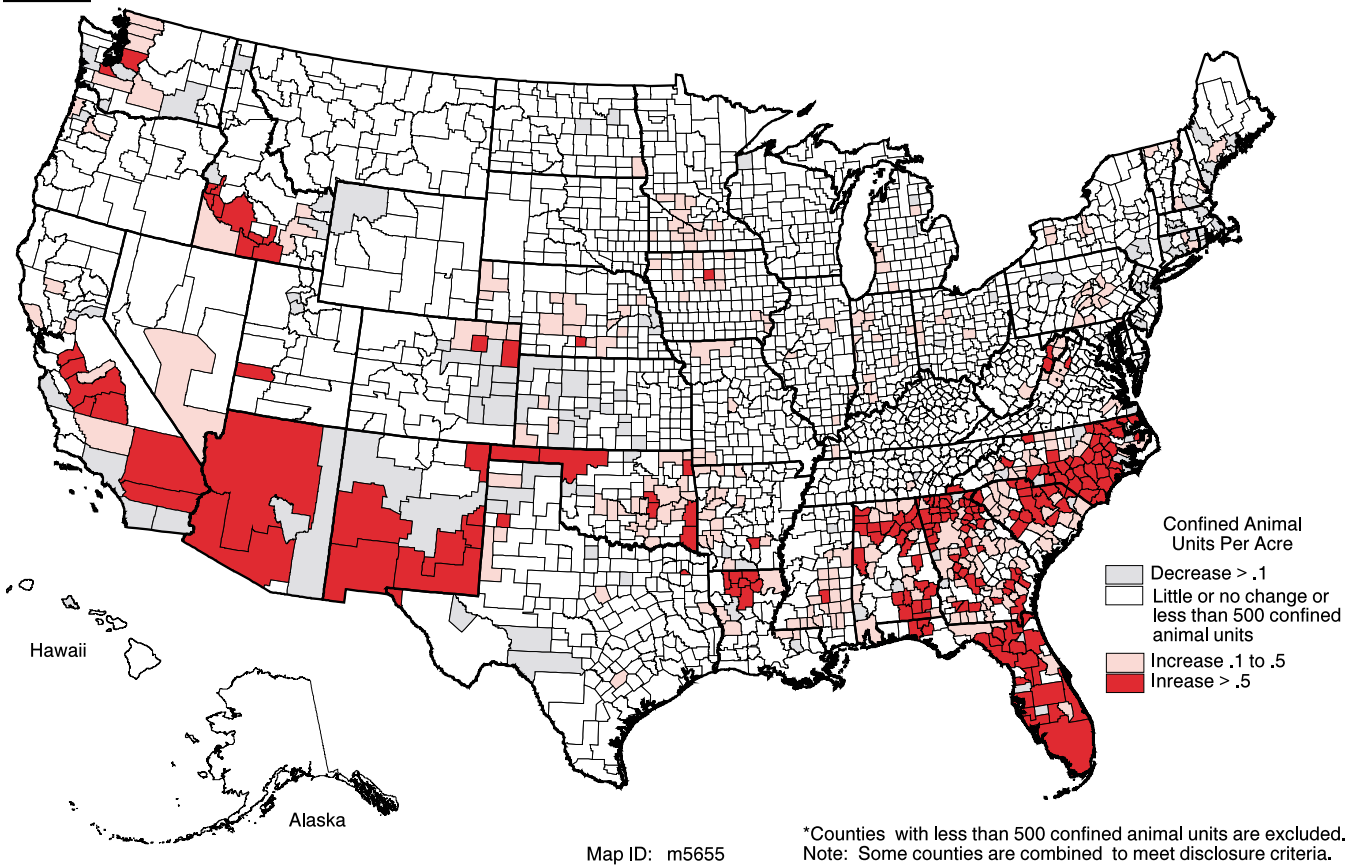 Confined Animal
Units Per Acre
Decrease > .1
Little or no change or
less than 500 confined
animal units
Increase .1 to .5
Inrease > .5
Hawaii
Alaska
Map ID: m5655
*Counties with less than 500 confined animal units are excluded.
Note: Some counties are combined to meet disclosure criteria.